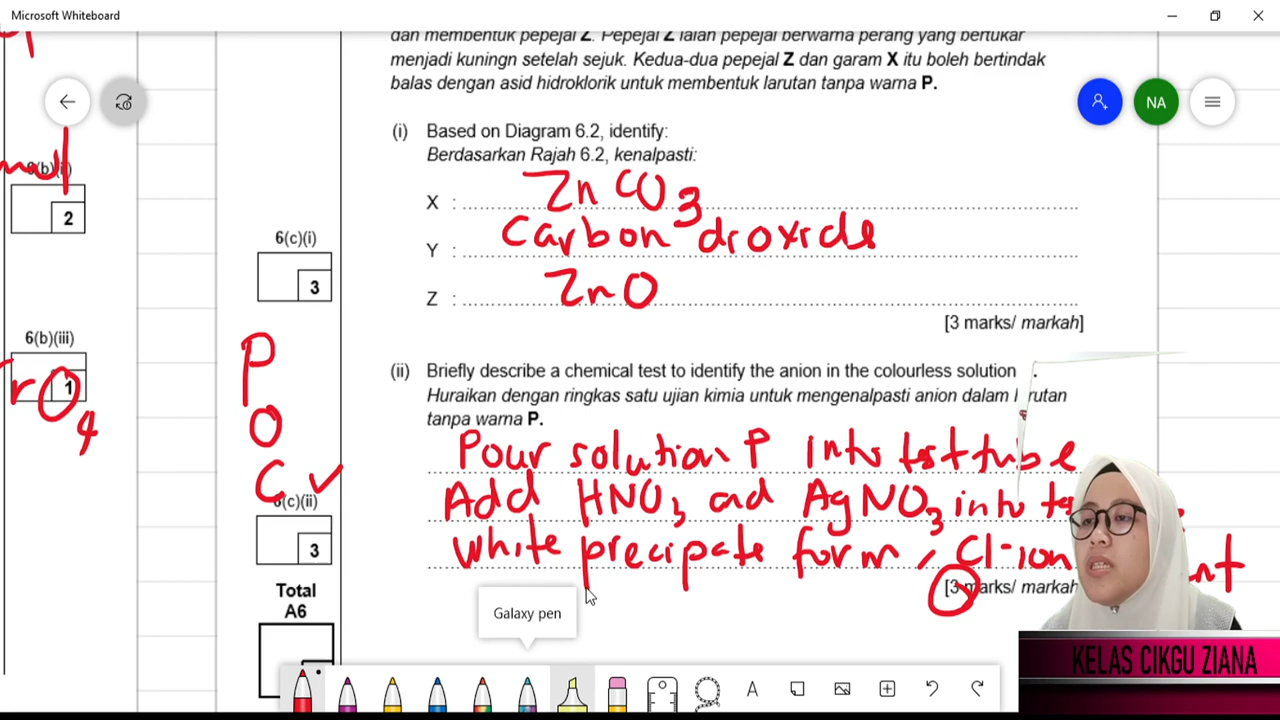 Microsoft Whiteboard
dan membentuk pepejal Z. Pepejal Z ialah pepejal berwarna perang yang bertukar
menjadi kuningn setelah sejuk. Kedua-dua pepejal Z dan garam X itu boleh bertindak
balas dengan asid hidroklorik untuk membentuk larutan tanpa warna P.
NA
(i) Based on Diagram 6.2, identify:
Berdasarkan Rajah 6.2, kenalpasti:
X : ZnCO3
Y : Carbon dioxide
Z : ZnO
[3 marks/ markah]
(ii) Briefly describe a chemical test to identify the anion in the colourless solution
Huraikan dengan ringkas satu ujian kimia untuk mengenalpasti anion dalam larutan
tanpa warna P.
Pour solution P into test tube
Add HNO3 and AgNO3 into
White precipate form, Cl- ion
[3 marks/ markah
6(b)(i)
2
6(b)(iii)
1
rO4
6(c)(i)
3
P
O
C
6(c)(ii)
3
Total
A6
Galaxy pen
KELAS CIKGU ZIANA